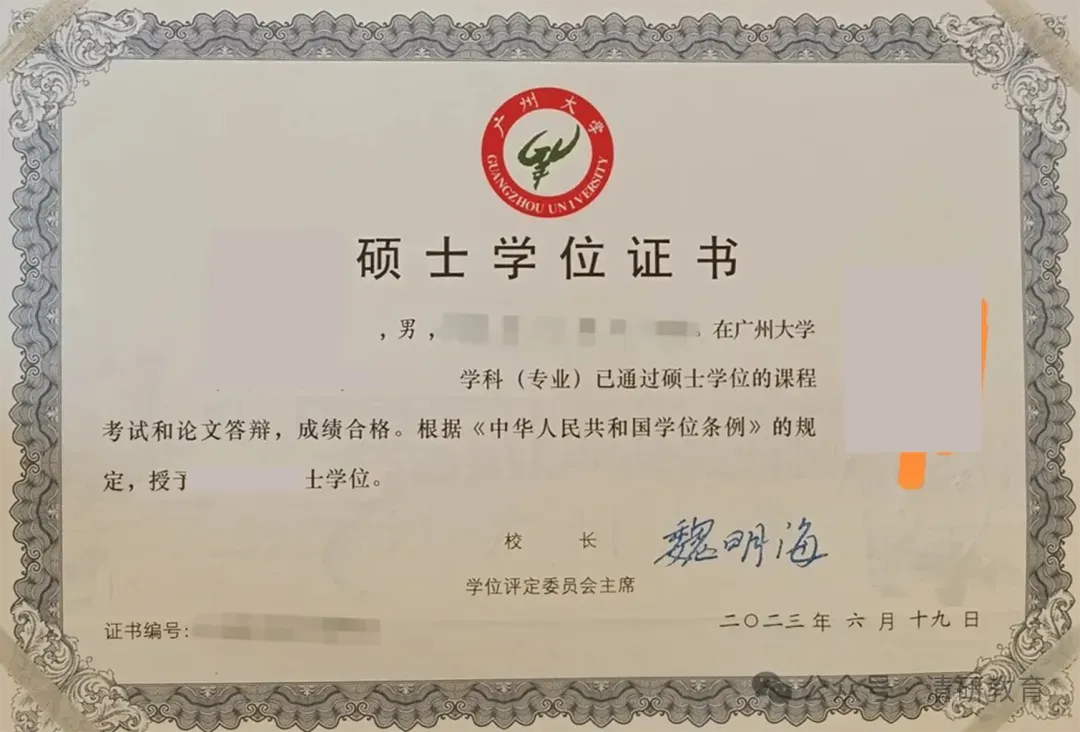 广州大学
GUANGZHOU UNIVERSITY
硕士学位证书
，男，
。在广州大学
学科（专业）已通过硕士学位的课程
考试和论文答辩，成绩合格。根据《中华人民共和国学位条例》的规
定，授予 士学位。
校 长 魏明海
学位评定委员会主席
证书编号：
二〇二三年 六 月 十九 日
公众号 清研教育